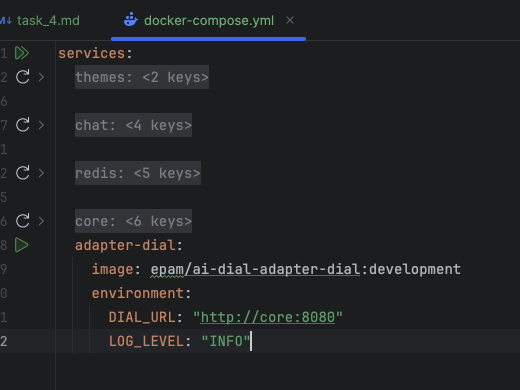 M↓ task_4.md docker-compose.yml ×
1 services:
2 themes: <2 keys>
6
7 chat: <4 keys>
1
2 redis: <5 keys>
5
6 core: <6 keys>
8 adapter-dial:
9 image: epam/ai-dial-adapter-dial:development
0 environment:
1 DIAL_URL: "http://core:8080"
2 LOG_LEVEL: "INFO"